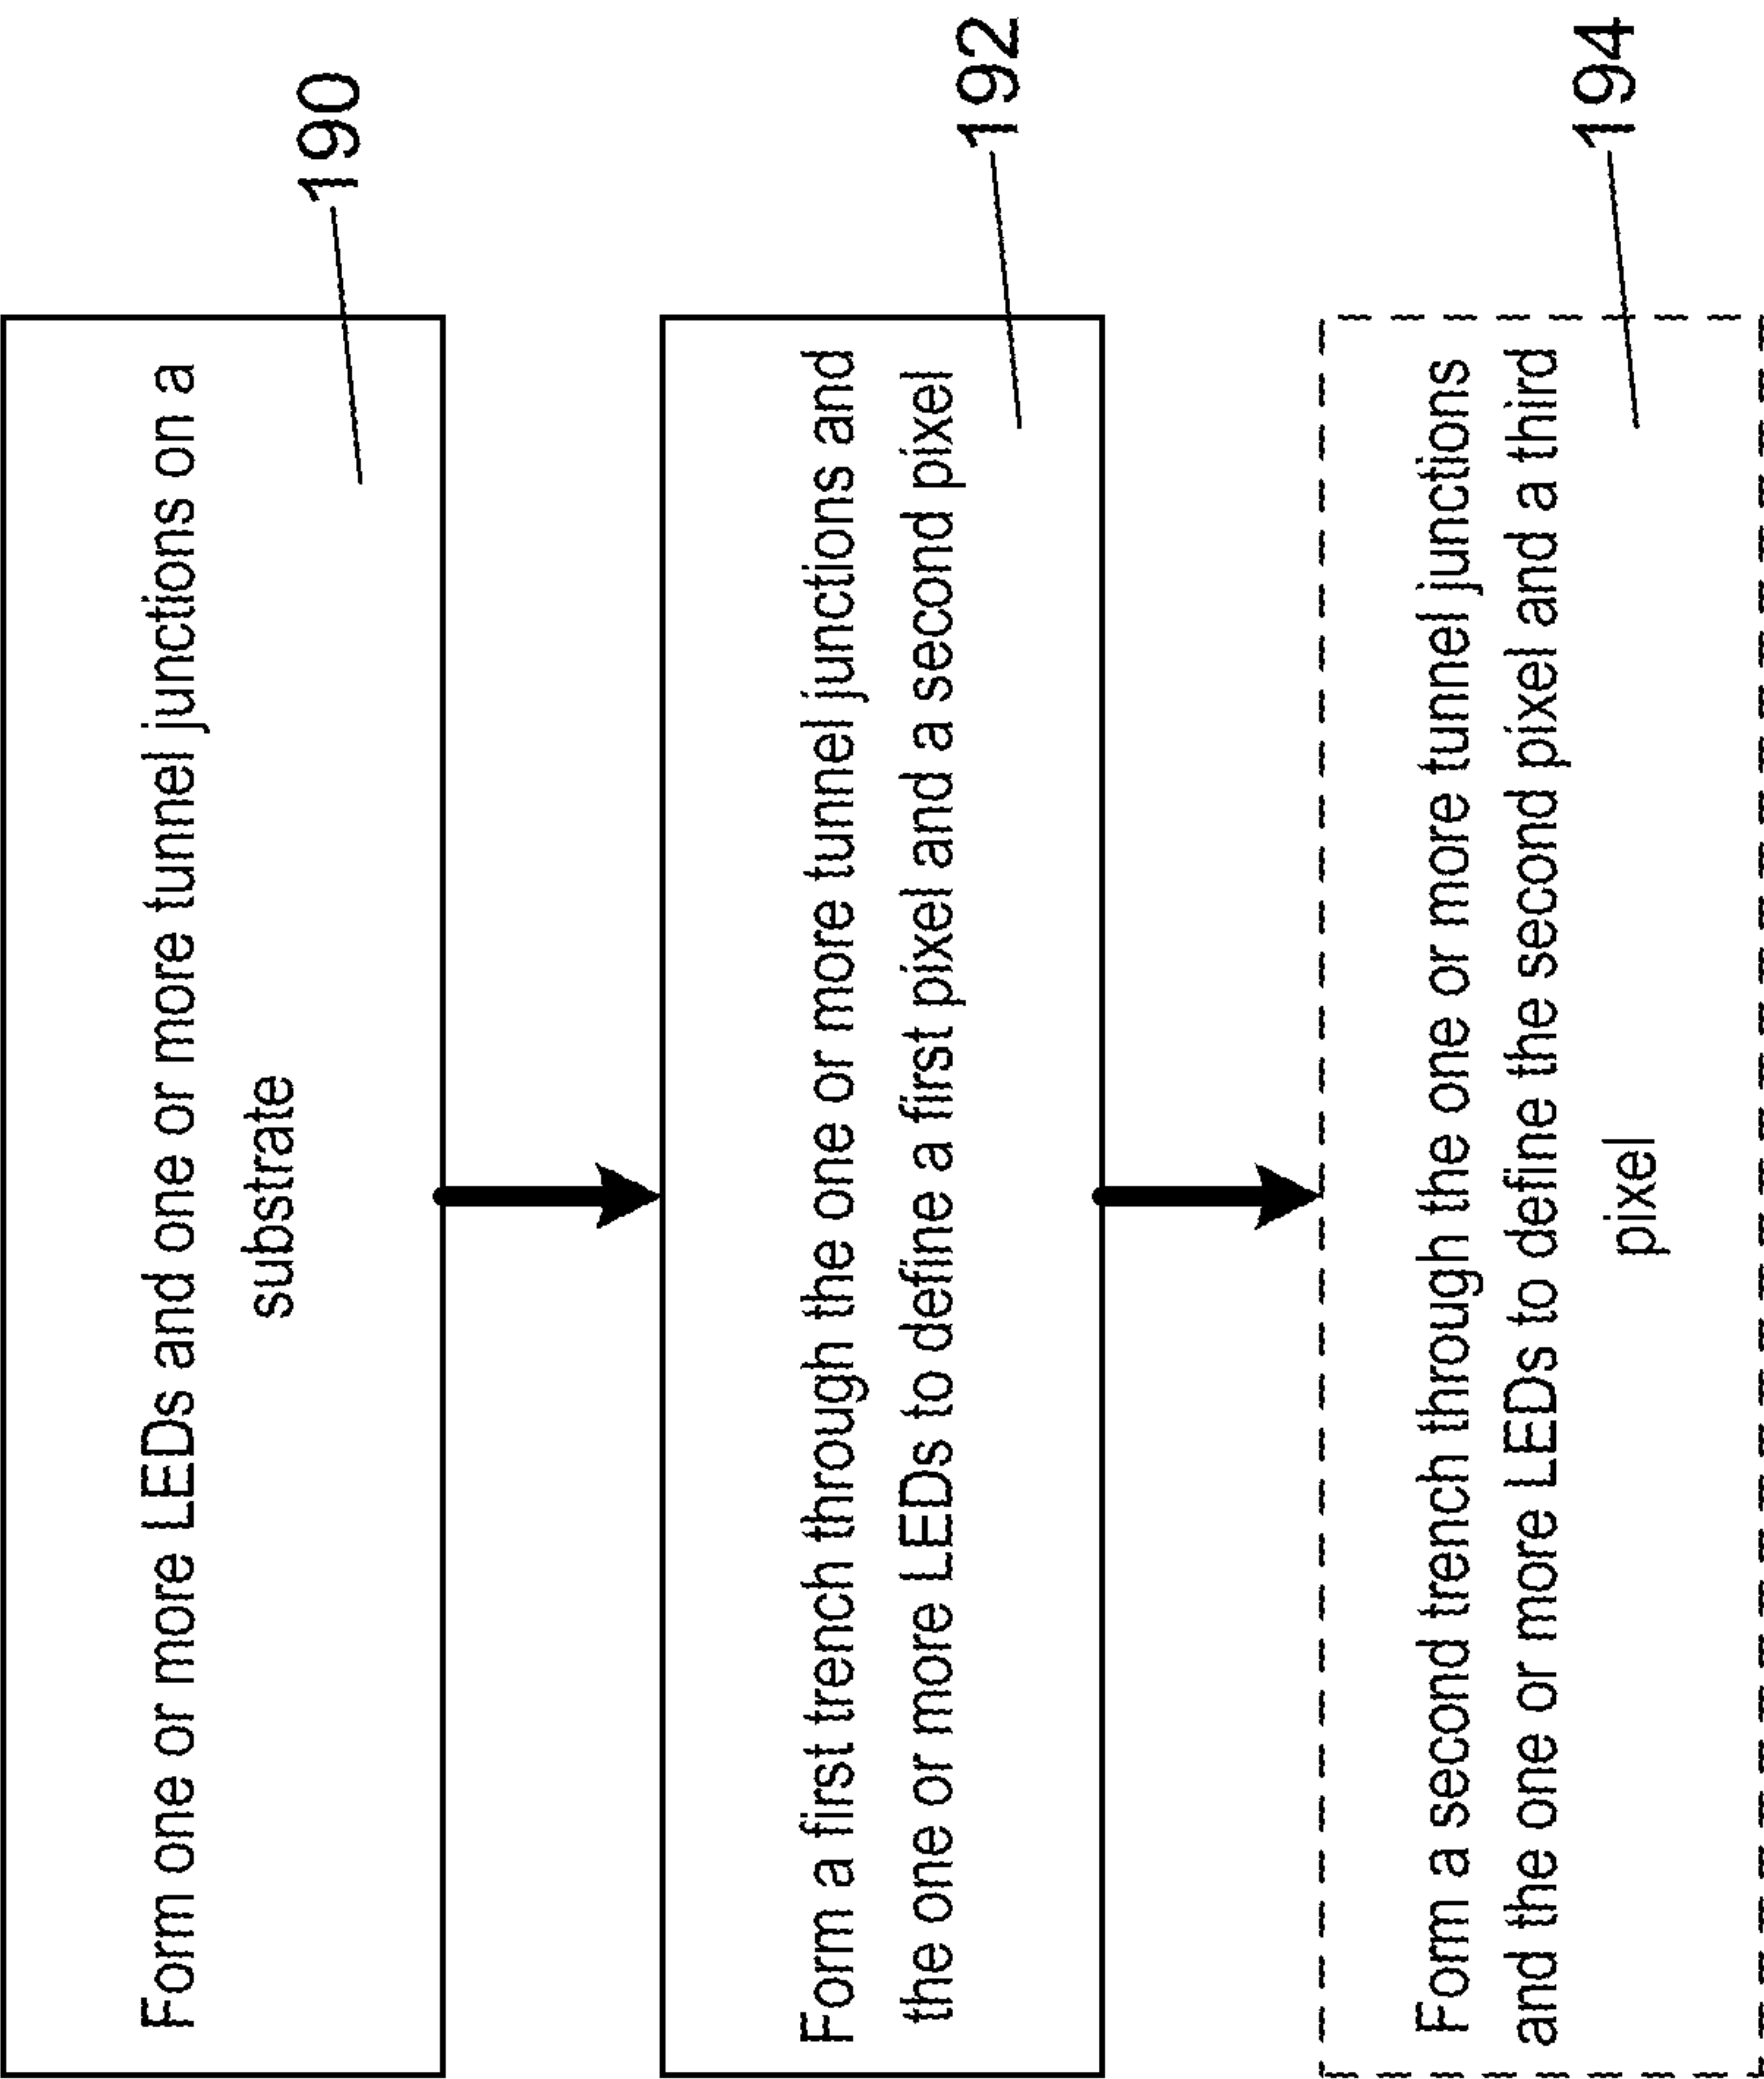 Form one or more LEDs and one or more tunnel junctions on a
substrate
190
Form a first trench through the one or more tunnel junctions and
the one or more LEDs to define a first pixel and a second pixel
192
Form a second trench through the one or more tunnel junctions
and the one or more LEDs to define the second pixel and a third
pixel
194